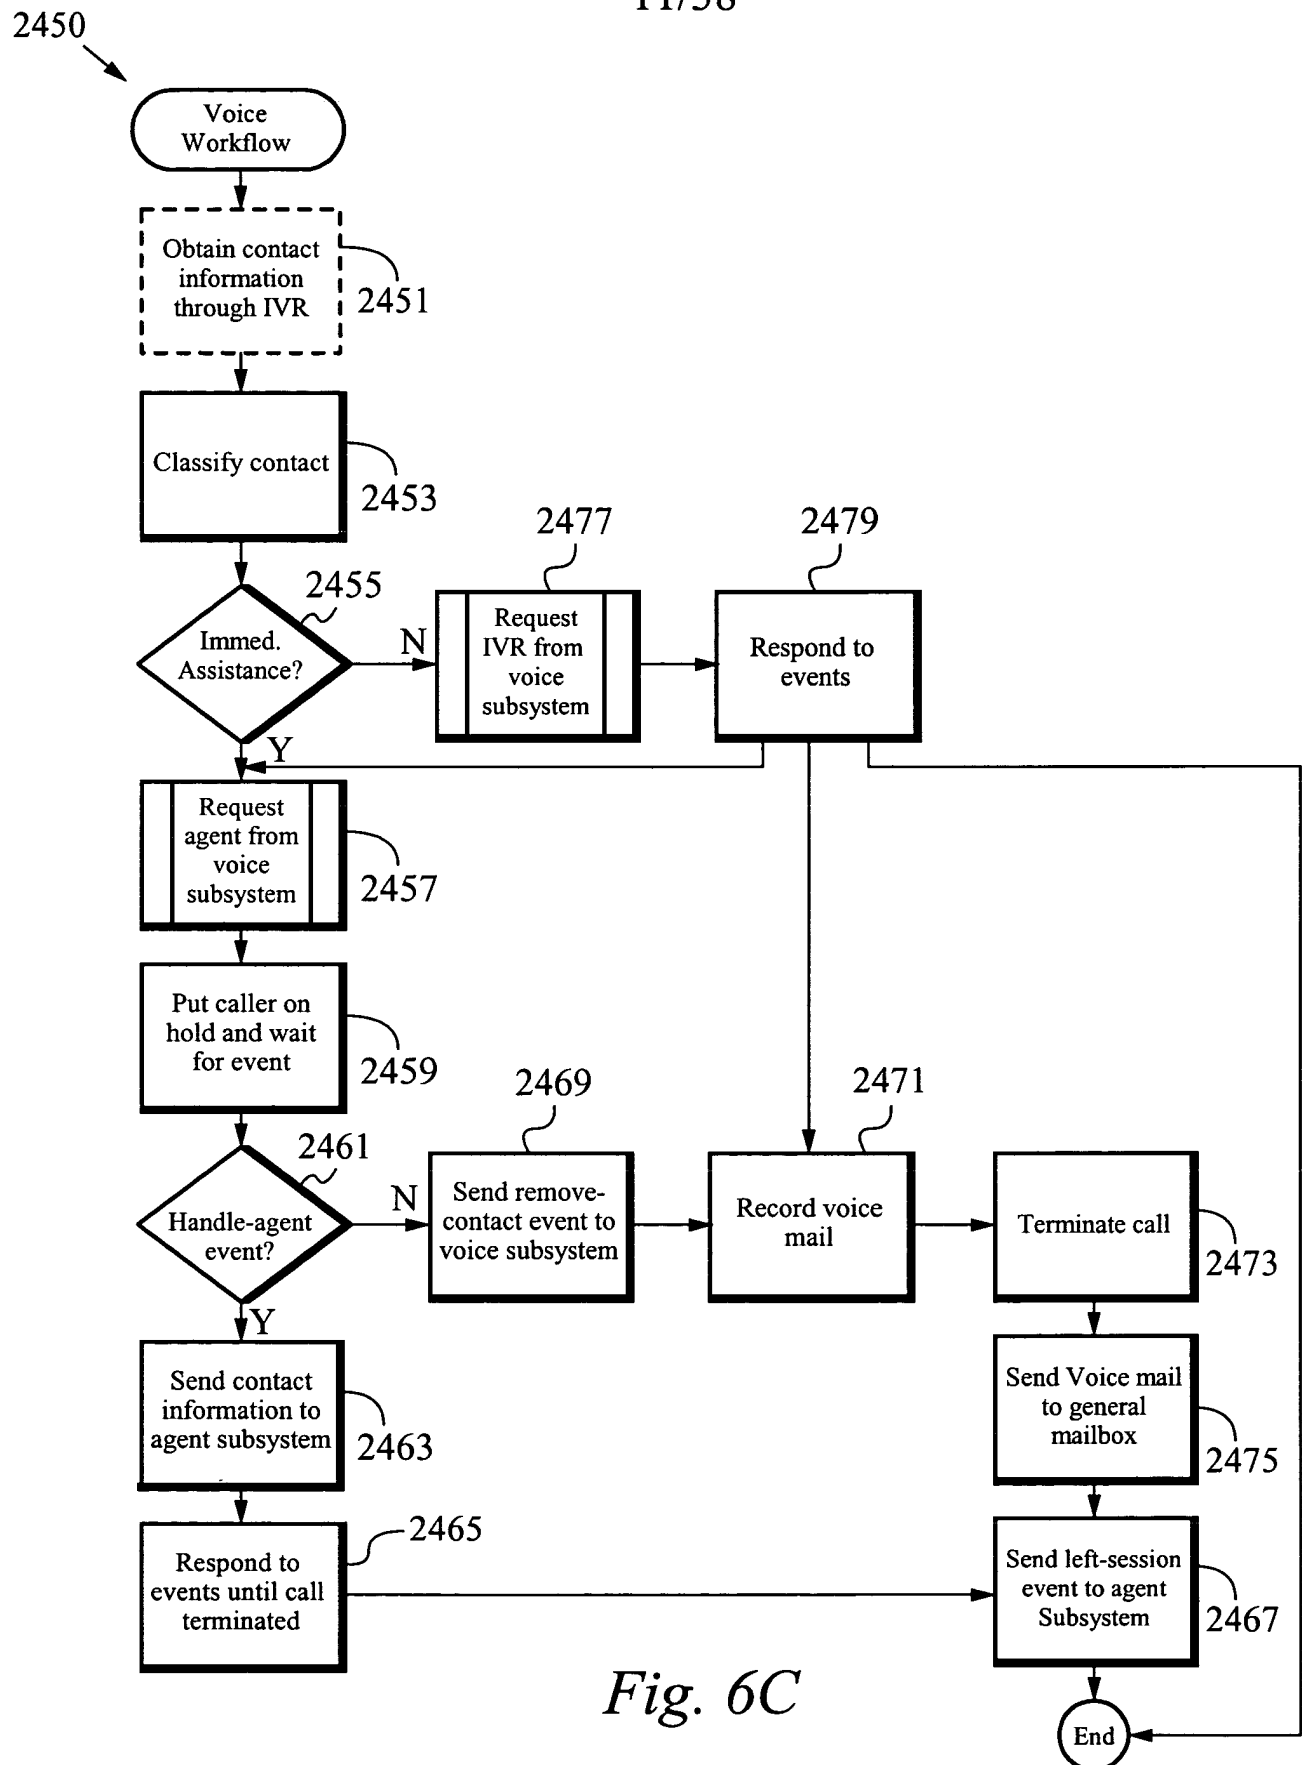 2450
Voice
Workflow
Obtain contact
information
through IVR
2451
Classify contact
2453
2477
2479
2455
Immed.
Assistance?
N
Request
IVR from
voice
subsystem
Respond to
events
Y
Request
agent from
voice
subsystem
2457
Put caller on
hold and wait
for event
2459
2469
2471
2461
Handle-agent
event?
N
Send remove-
contact event to
voice subsystem
Record voice
mail
Terminate call
2473
Y
Send contact
information to
agent subsystem
2463
Send Voice mail
to general
mailbox
2475
2465
Respond to
events until call
terminated
Send left-session
event to agent
Subsystem
2467
Fig. 6C
End